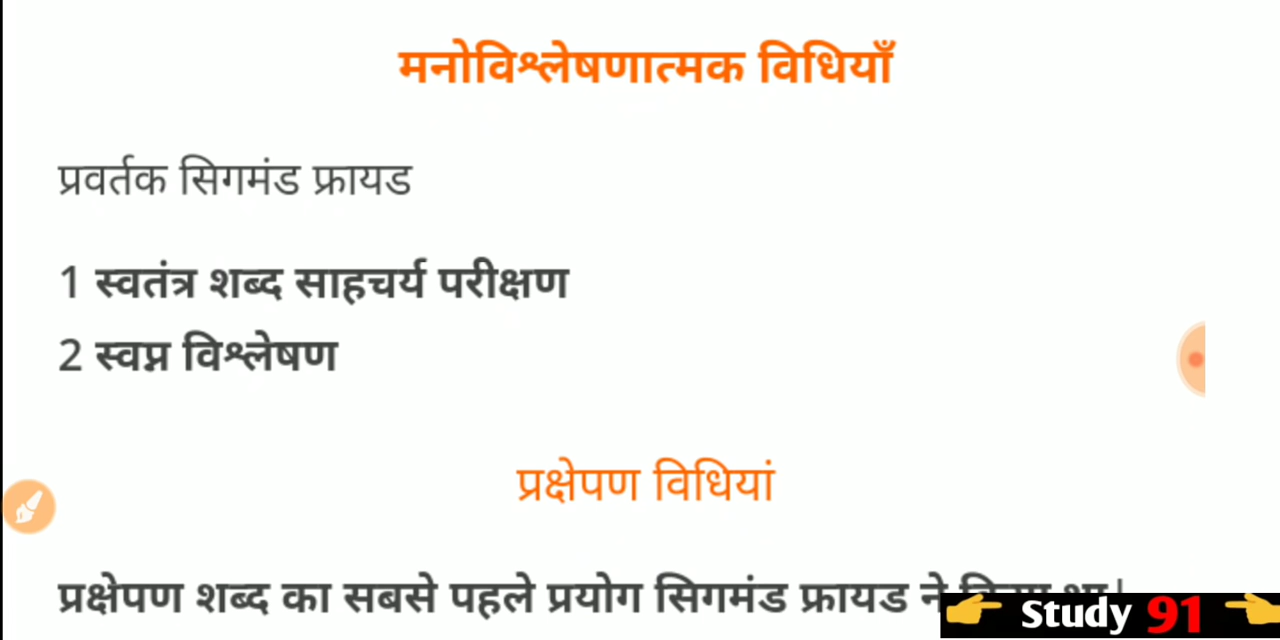 मनोविश्लेषणात्मक विधियाँ
प्रवर्तक सिगमंड फ्रायड
1 स्वतंत्र शब्द साहचर्य परीक्षण
2 स्वप्न विश्लेषण
प्रक्षेपण विधियां
प्रक्षेपण शब्द का सबसे पहले प्रयोग सिगमंड फ्रायड ने
Study 91